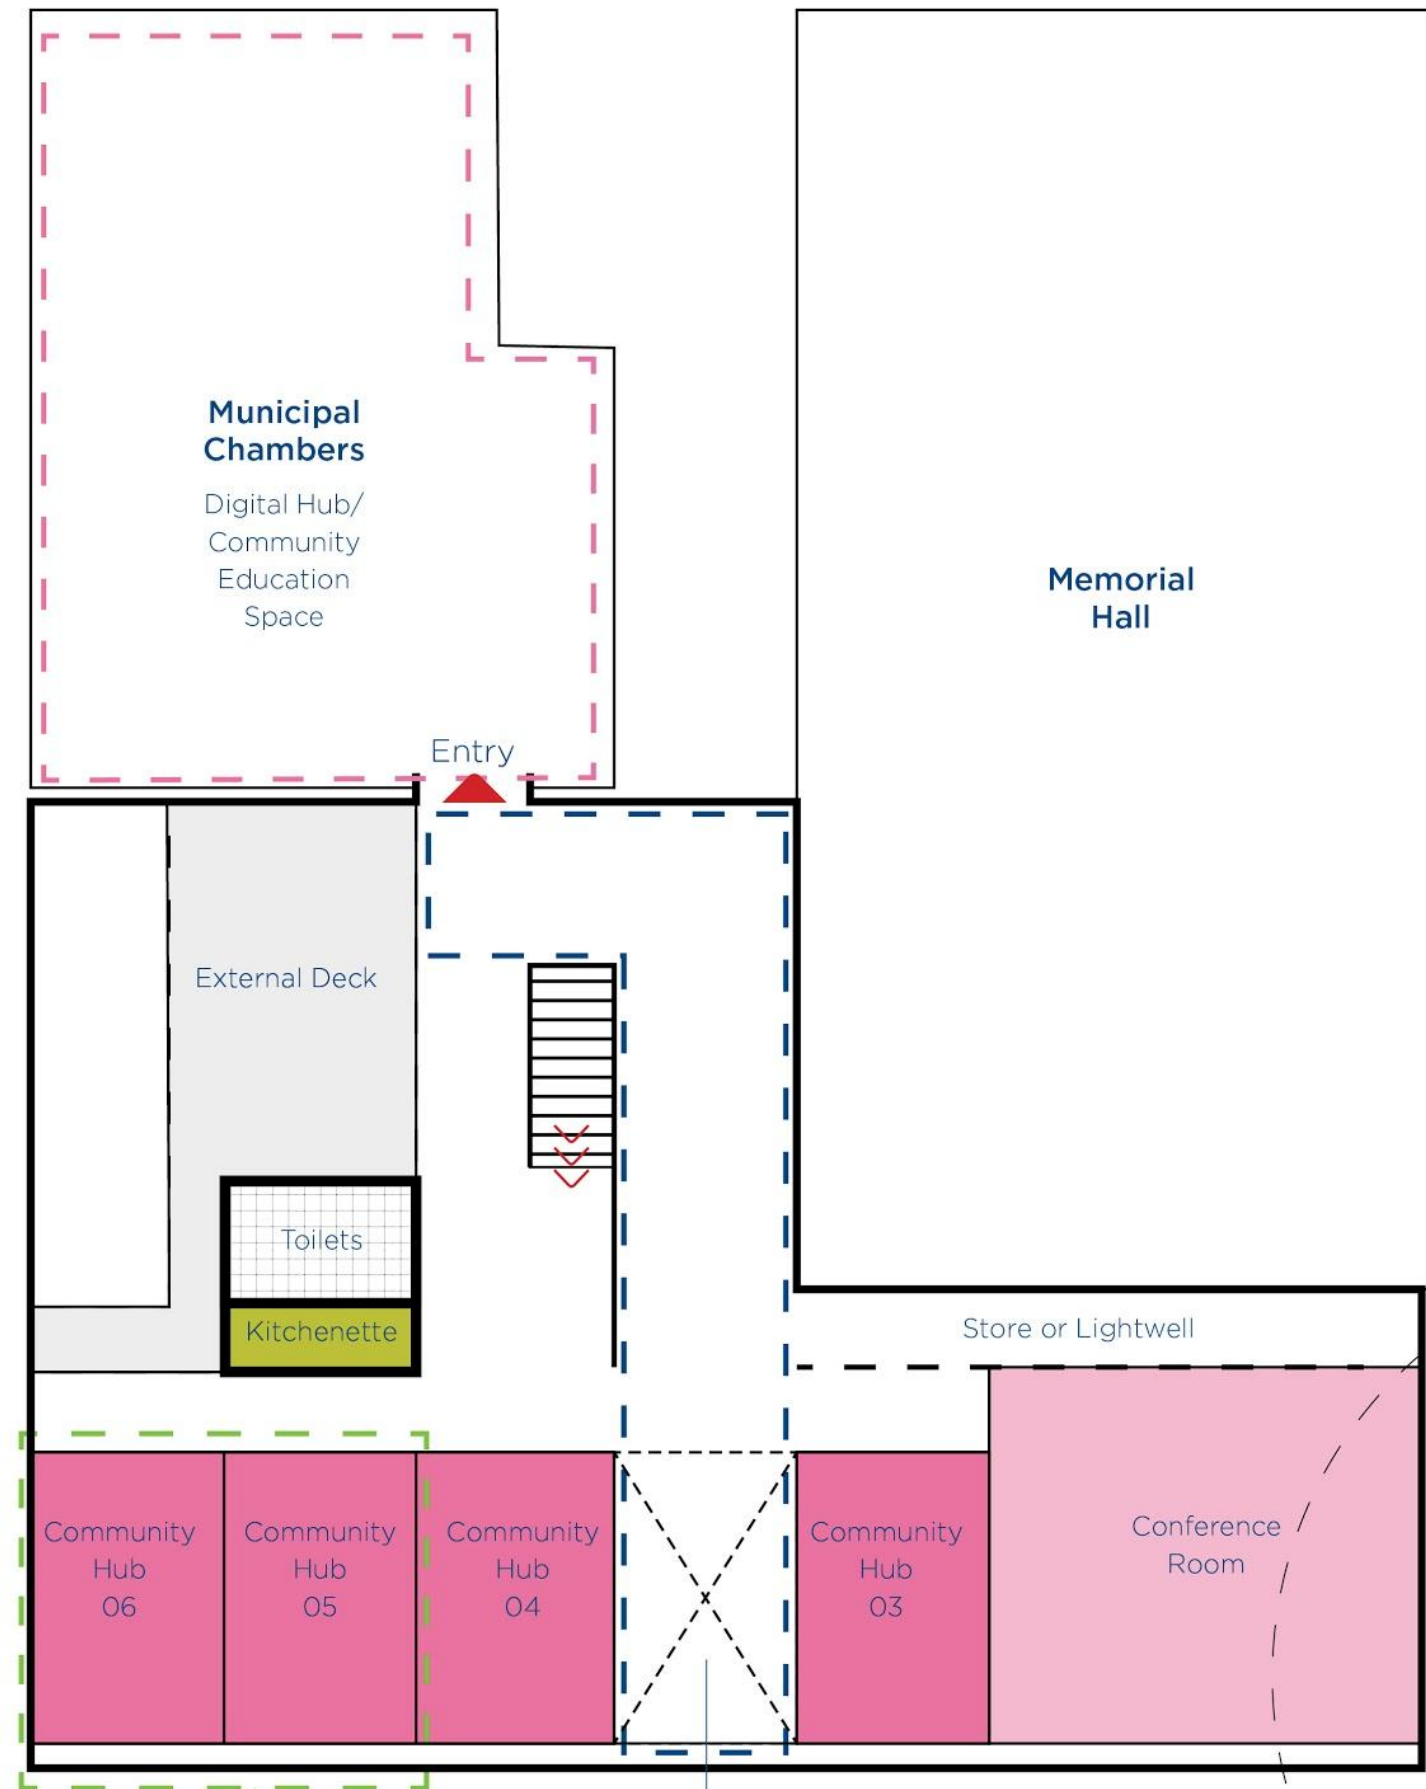 Municipal
Chambers
Digital Hub/
Community
Education
Space
Memorial
Hall
Entry
External Deck
Toilets
Kitchenette
Store or Lightwell
Community
Hub
06
Community
Hub
05
Community
Hub
04
Community
Hub
03
Conference
Room